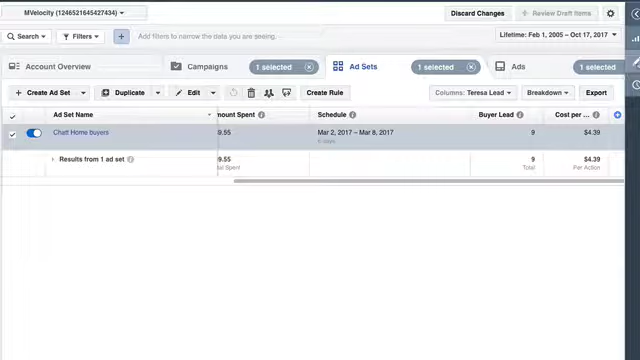 MVelocity (1246521645427434)
Discard Changes
Review Draft Items
Search
Filters
Add filters to narrow the data you are seeing.
Lifetime: Feb 1, 2005 – Oct 17, 2017
Account Overview
Campaigns
1 selected
Ad Sets
1 selected
Ads
1 selected
+ Create Ad Set
Duplicate
Edit
Create Rule
Columns: Teresa Lead
Breakdown
Export
Ad Set Name
mount Spent
Schedule
Buyer Lead
Cost per ...
Chatt Home buyers
9.55
Mar 2, 2017 – Mar 8, 2017
6 days
9
$4.39
Results from 1 ad set
9.55
Spent
9
Total
$4.39
Per Action